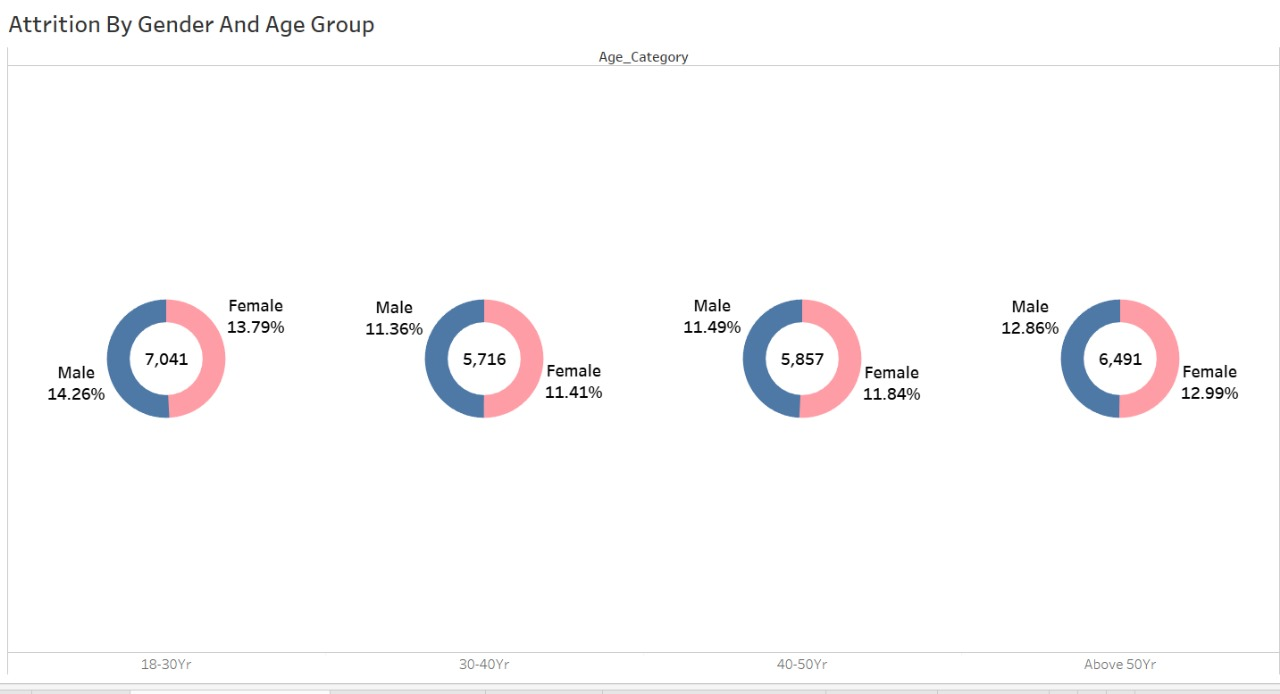 Attrition By Gender And Age Group
Age_Category
Female
13.79%
7,041
Male
14.26%
Male
11.36%
5,716
Female
11.41%
Male
11.49%
5,857
Female
11.84%
Male
12.86%
6,491
Female
12.99%
18-30Yr
30-40Yr
40-50Yr
Above 50Yr